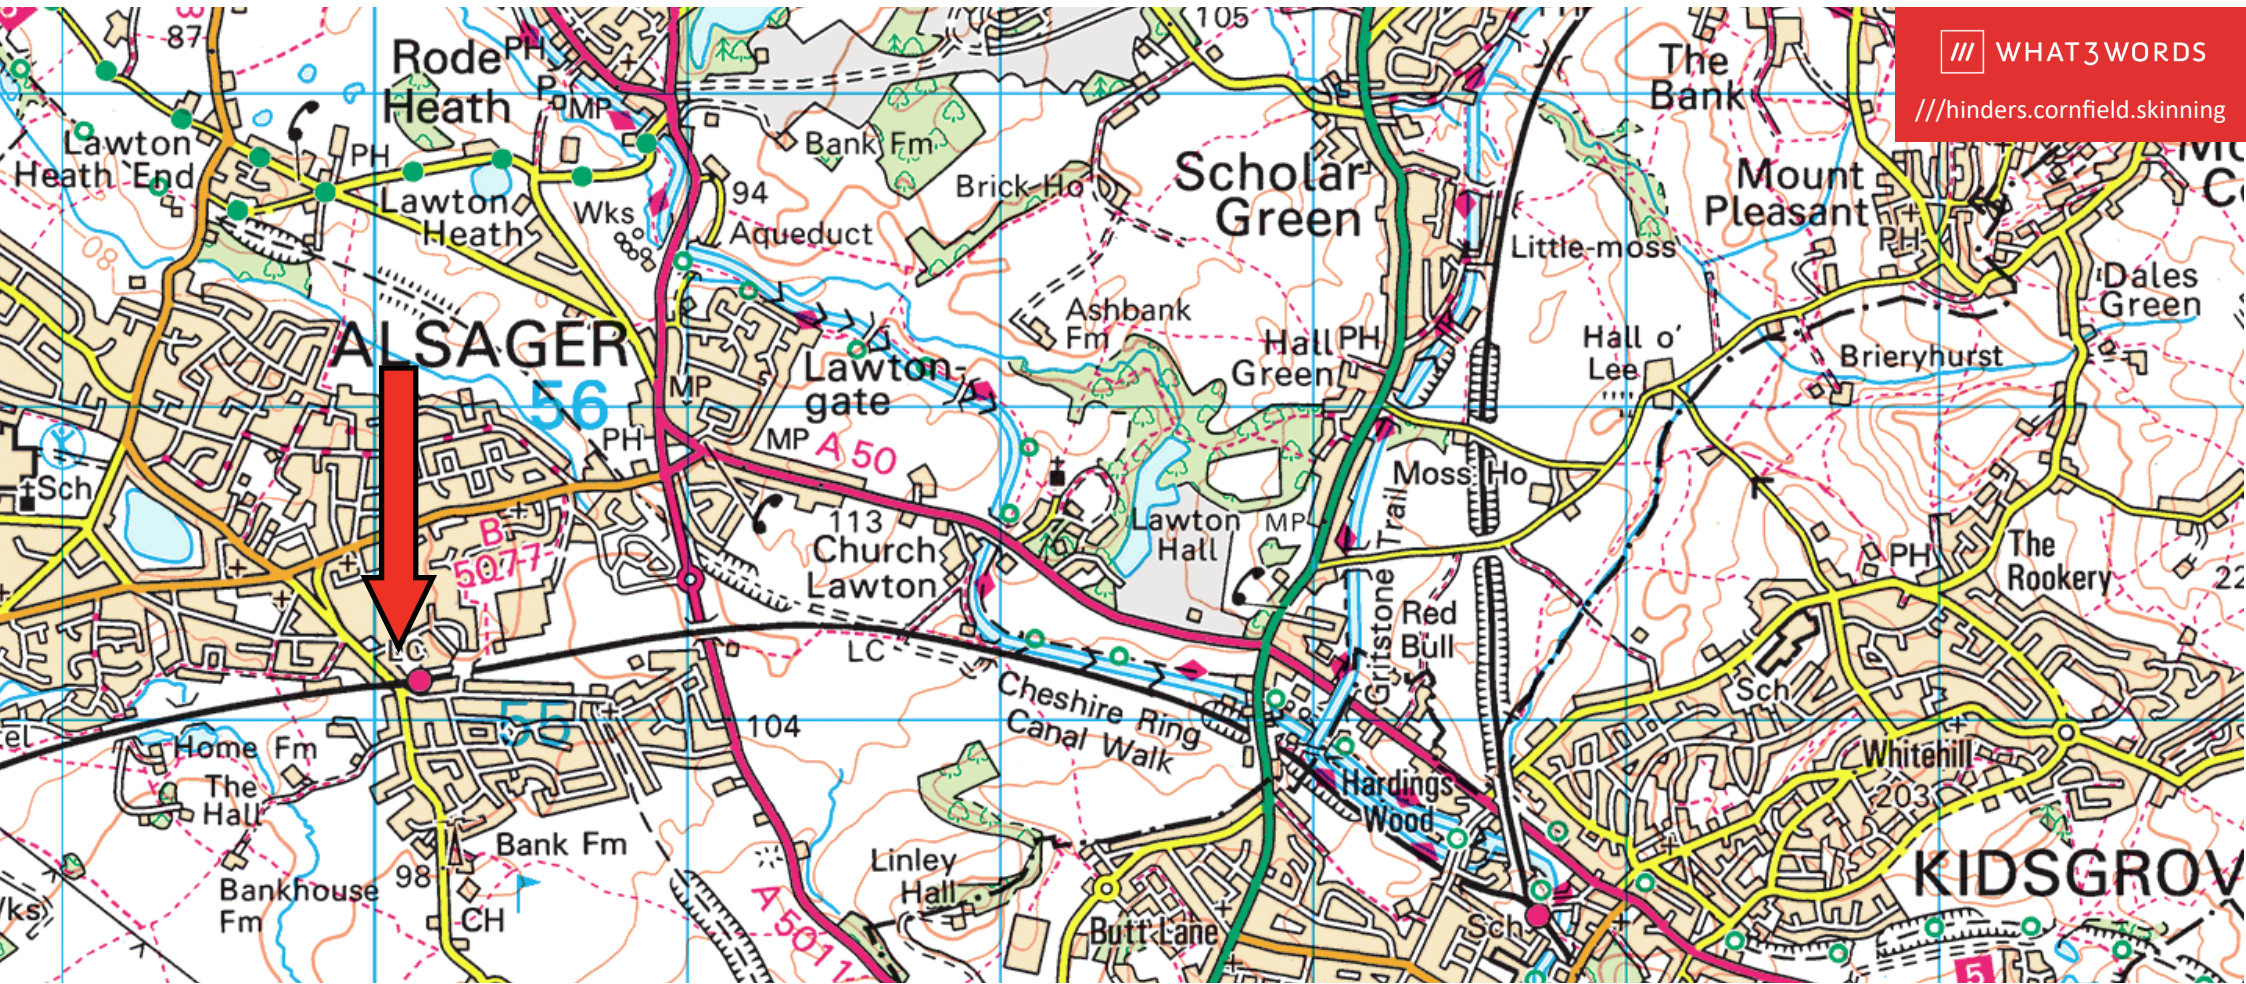 WHAT3WORDS
///hinders.cornfield.skinning
87
105
Rode
Heath
PH
P
MP
The
Bank
Lawton
Heath End
PH
Bank Fm
Brick Ho
Scholar
Green
Mount
Pleasant
PH
Lawton
Heath
Wks
94
Aqueduct
Little-moss
Dales
Green
80
Ashbank
Fm
Hall
Green
PH
Hall o'
Lee
Brieryhurst
ALSAGER
56
MP
Lawton-
gate
PH
MP
A 50
Sch
Moss Ho
B
5077
113
Church
Lawton
Lawton
Hall
MP
Gritstone Trail
Red
Bull
PH
The
Rookery
22
LC
LC
Sch
Cheshire Ring
Canal Walk
55
104
Home Fm
The
Hall
Whitehill
203
Hardings
Wood
Bank Fm
98
Bankhouse
Fm
CH
Linley
Hall
A 5011
Butt Lane
Sch
KIDSGROV
5